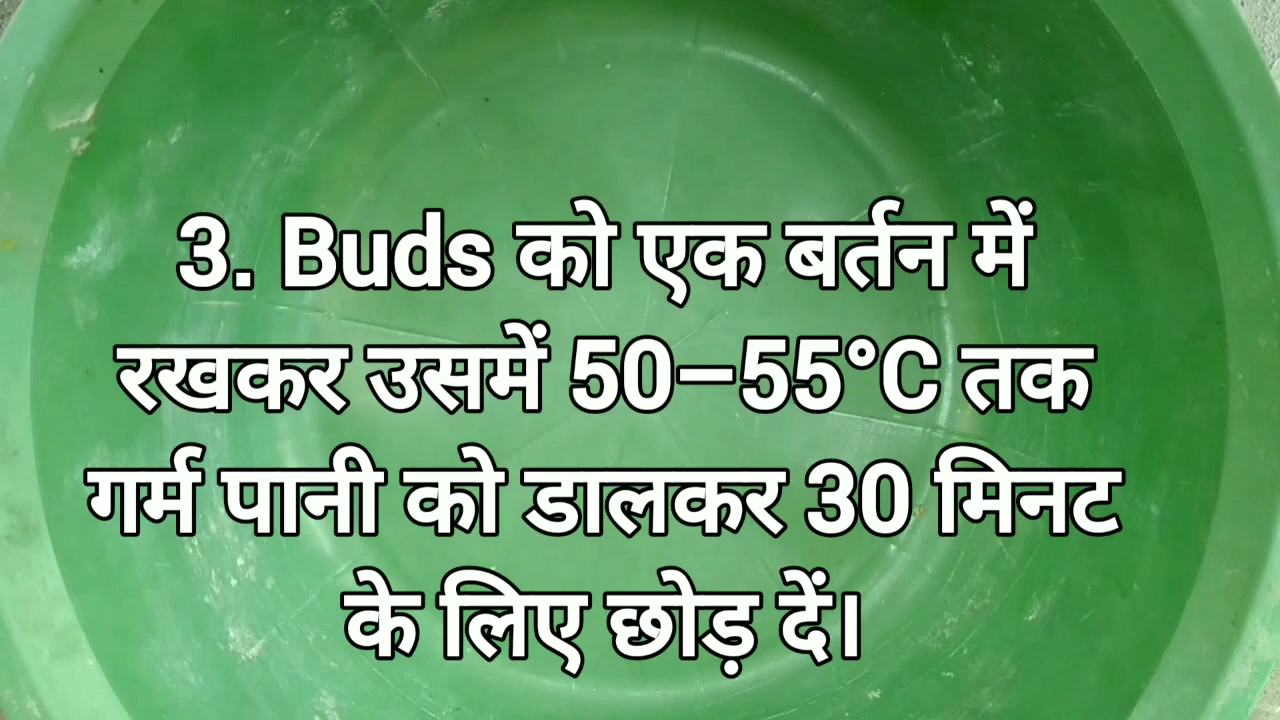 3. Buds को एक बर्तन में
रखकर उसमें 50–55°C तक
गर्म पानी को डालकर 30 मिनट
के लिए छोड़ दें।